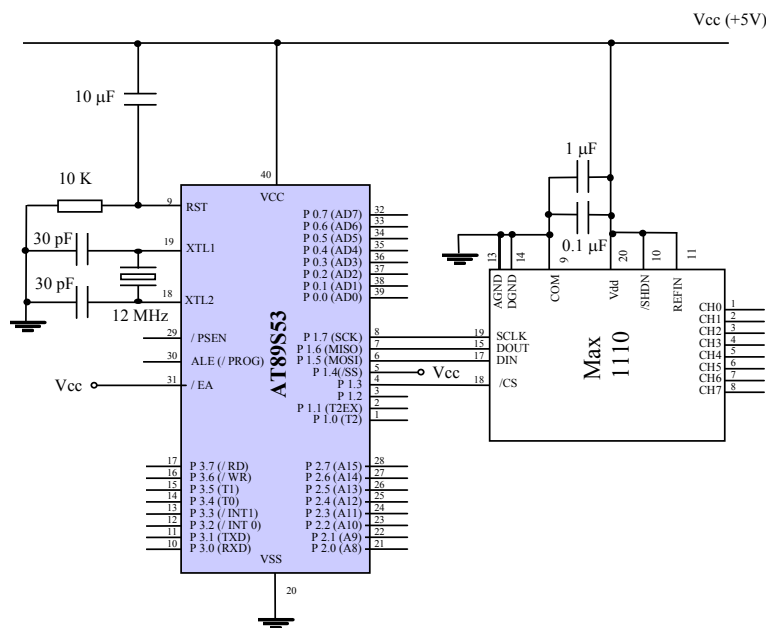 Vcc (+5V)
10 µF
1 µF
40
10 K
VCC
9
RST
P 0.7 (AD7)
32
P 0.6 (AD6)
33
P 0.5 (AD5)
34
P 0.4 (AD4)
35
P 0.3 (AD3)
36
P 0.2 (AD2)
37
P 0.1 (AD1)
38
P 0.0 (AD0)
39
30 pF
19
XTL1
30 pF
18
XTL2
12 MHz
0.1 µF
13
14
9
20
10
11
AGND
DGND
COM
Vdd
/SHDN
REFIN
29
/ PSEN
30
ALE (/ PROG)
Vcc
31
/ EA
AT89S53
P 1.7 (SCK)
8
P 1.6 (MISO)
7
P 1.5 (MOSI)
6
P 1.4(/SS)
5
Vcc
P 1.3
4
P 1.2
3
P 1.1 (T2EX)
2
P 1.0 (T2)
1
19
SCLK
15
DOUT
17
DIN
18
/CS
Max
1110
CH0
1
CH1
2
CH2
3
CH3
4
CH4
5
CH5
6
CH6
7
CH7
8
17
P 3.7 (/ RD)
16
P 3.6 (/ WR)
15
P 3.5 (T1)
14
P 3.4 (T0)
13
P 3.3 (/ INT1)
12
P 3.2 (/ INT 0)
11
P 3.1 (TXD)
10
P 3.0 (RXD)
P 2.7 (A15)
28
P 2.6 (A14)
27
P 2.5 (A13)
26
P 2.4 (A12)
25
P 2.3 (A11)
24
P 2.2 (A10)
23
P 2.1 (A9)
22
P 2.0 (A8)
21
VSS
20